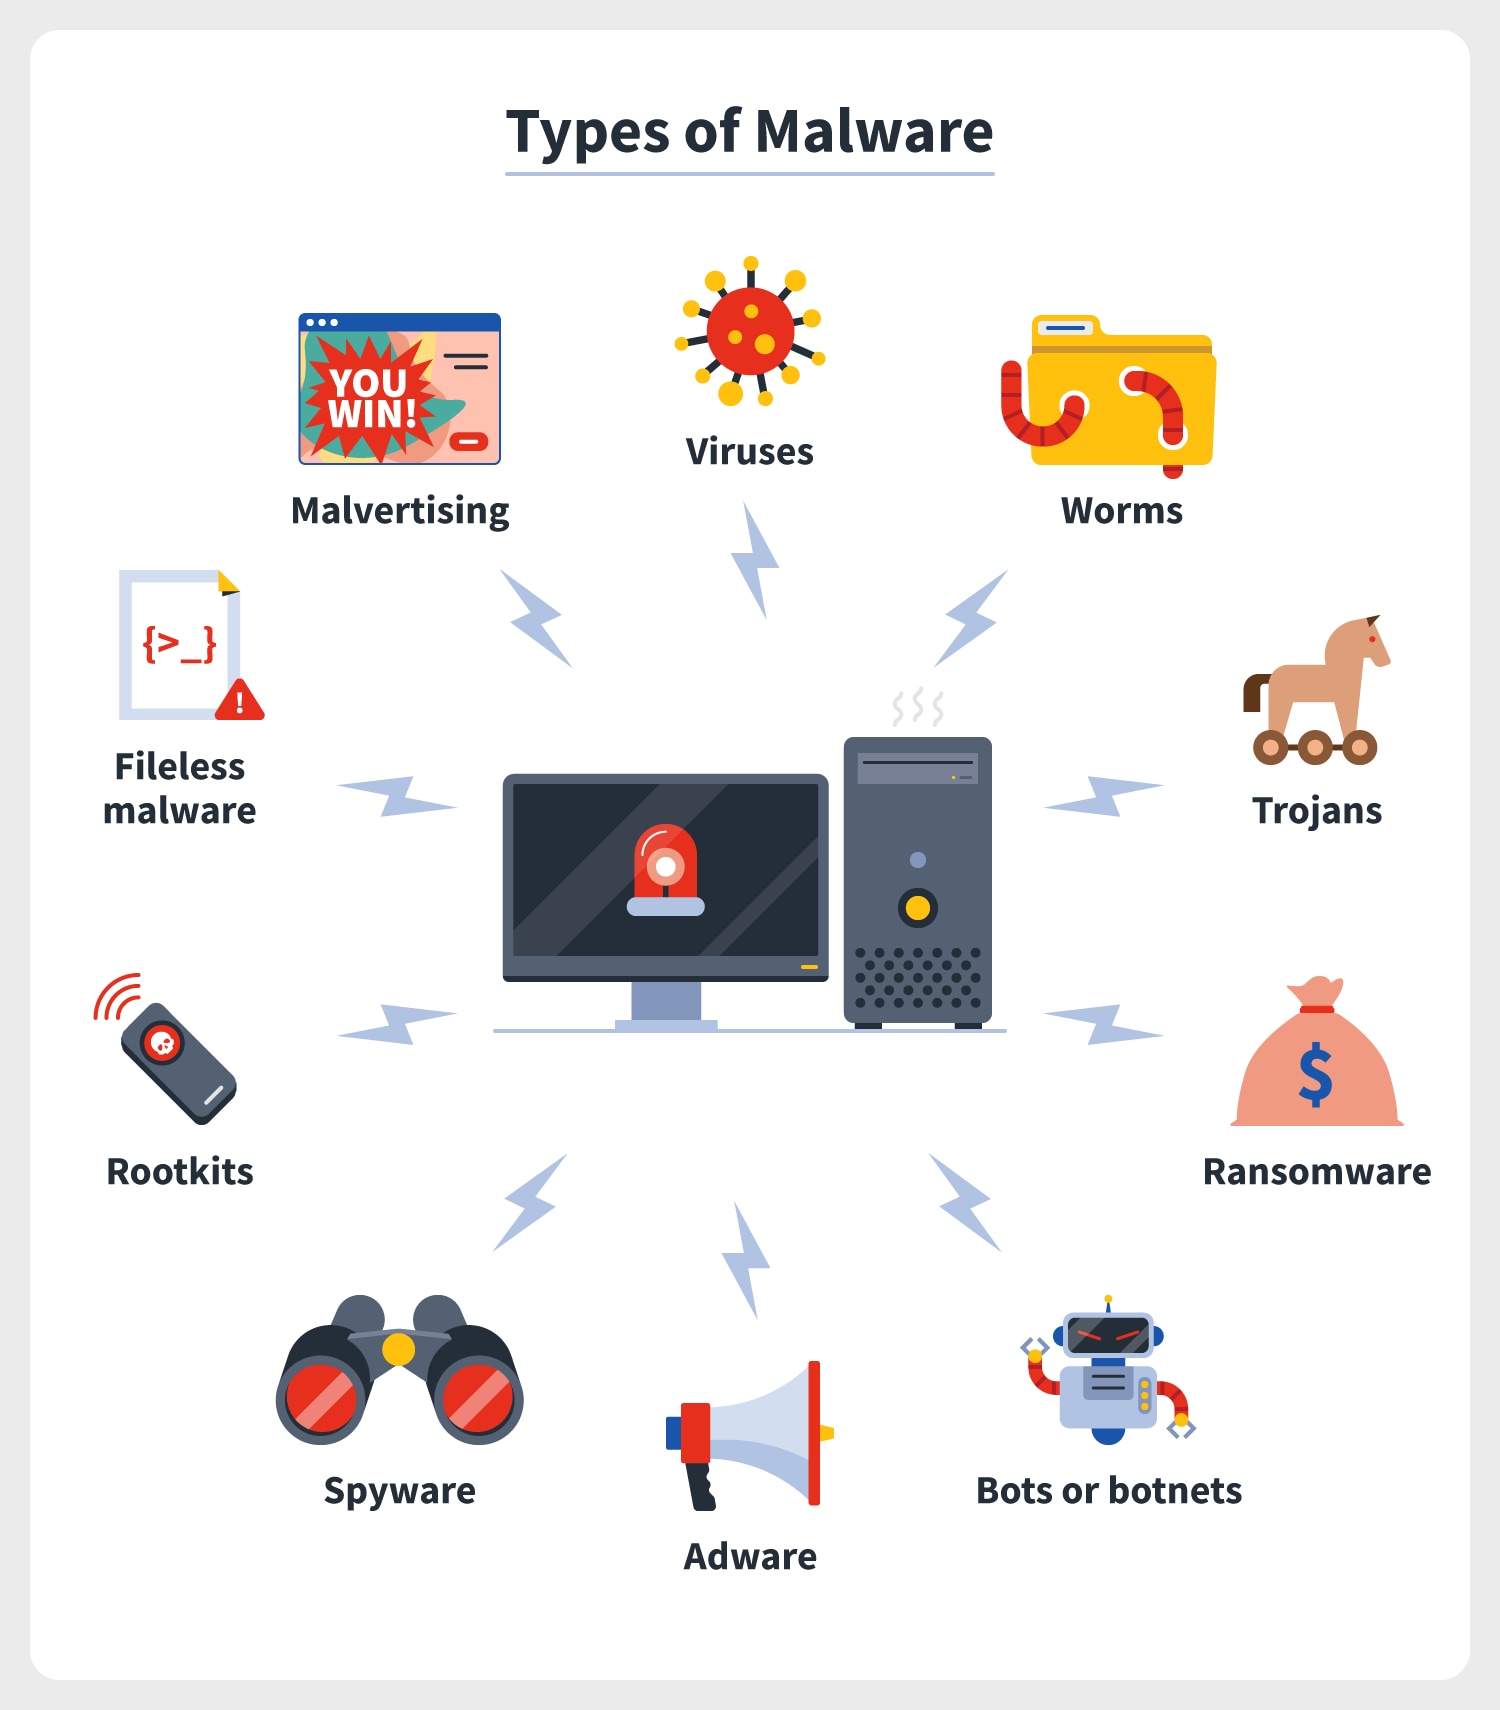 Types of Malware
YOU
WIN!
Malvertising
Viruses
Worms
{>_}
!
Fileless
malware
Trojans
Rootkits
$
Ransomware
Spyware
Adware
Bots or botnets